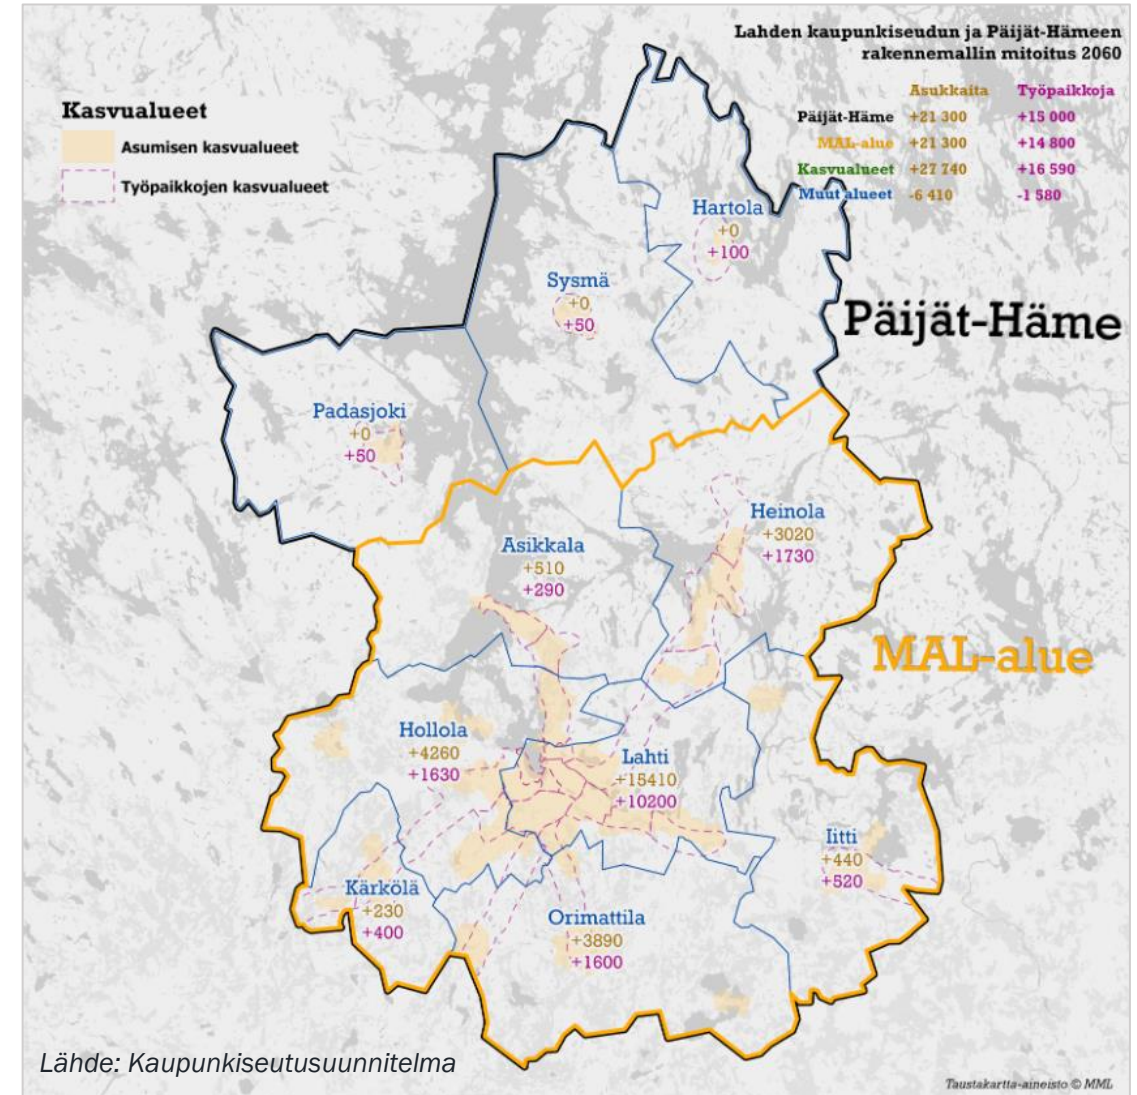 Lahden kaupunkiseudun ja Päijät-Hämeen
rakennemallin mitoitus 2060
Asukkaita Työpaikkoja
Päijät-Häme +21 300 +15 000
MAL-alue +21 300 +14 800
Kasvualueet +27 740 +16 590
Muut alueet -6 410 -1 580
Kasvualueet
Asumisen kasvualueet
Työpaikkojen kasvualueet
Hartola
+0
+100
Sysmä
+0
+50
Päijät-Häme
Padasjoki
+0
+50
Heinola
+3020
+1730
Asikkala
+510
+290
MAL-alue
Hollola
+4260
+1630
Lahti
+15410
+10200
Iitti
+440
+520
Kärkölä
+230
+400
Orimattila
+3890
+1600
Lähde: Kaupunkiseutusuunnitelma
Taustakartta-aineisto © MML